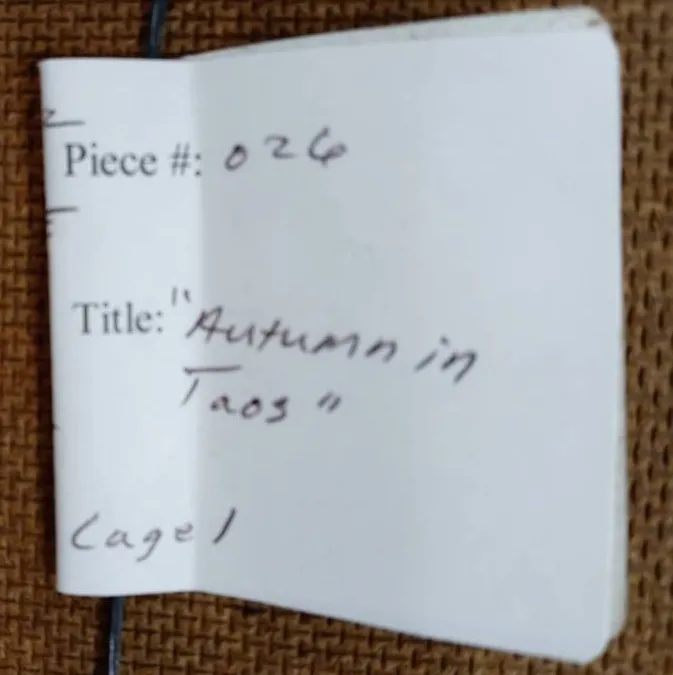 Piece #: 026
Title: "Autumn in
Taos"
Cage 1